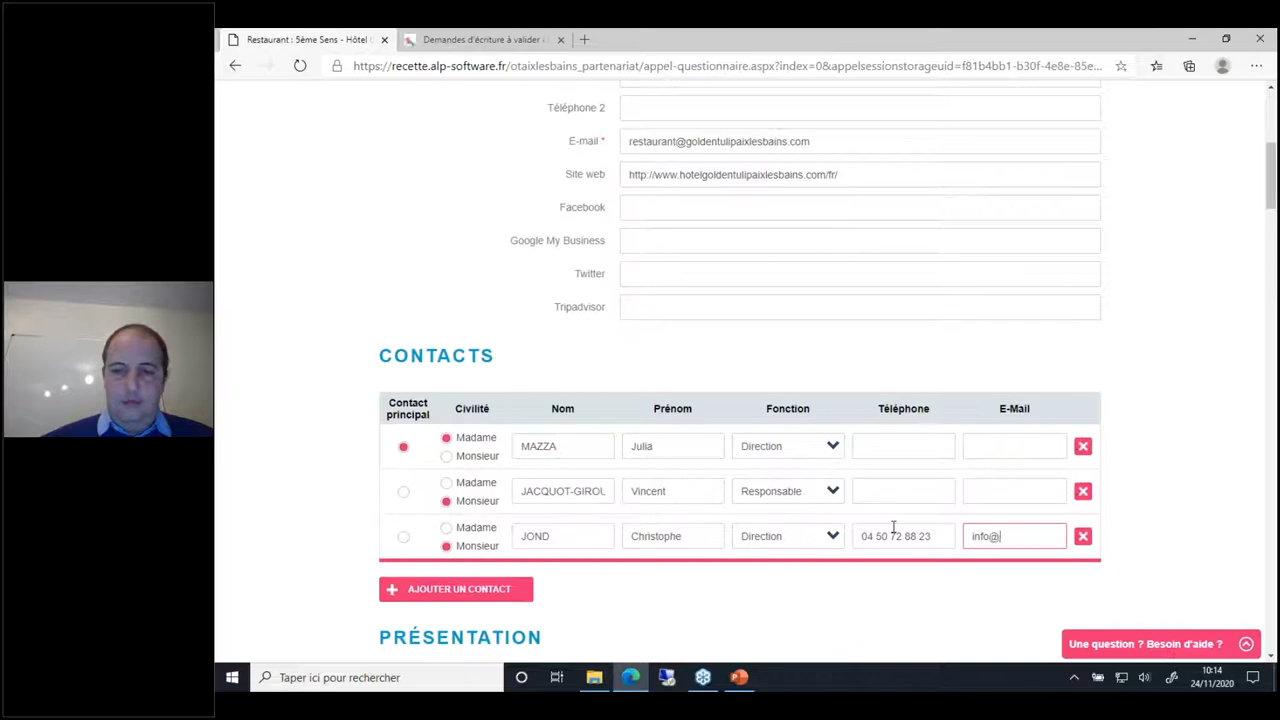 Restaurant : 5ème Sens - Hôtel
Demandes d'écriture à valider
https://recette.alp-software.fr/otaixlesbains_partenariat/appel-questionnaire.aspx?index=0&appelsessionstorageuid=f81b4bb1-b30f-4e8e-85e...
Téléphone 2
E-mail * restaurant@goldentulipaixlesbains.com
Site web http://www.hotelgoldentulipaixlesbains.com/fr/
Facebook
Google My Business
Twitter
Tripadvisor
CONTACTS
Contact principal Civilité Nom Prénom Fonction Téléphone E-Mail
Madame
MAZZA Julia Direction
Monsieur
Madame
JACQUOT-GIROU Vincent Responsable
Monsieur
Madame
JOND Christophe Direction 04 50 72 88 23 info@
Monsieur
AJOUTER UN CONTACT
PRÉSENTATION
Une question ? Besoin d'aide ?
Taper ici pour rechercher
10:14
24/11/2020